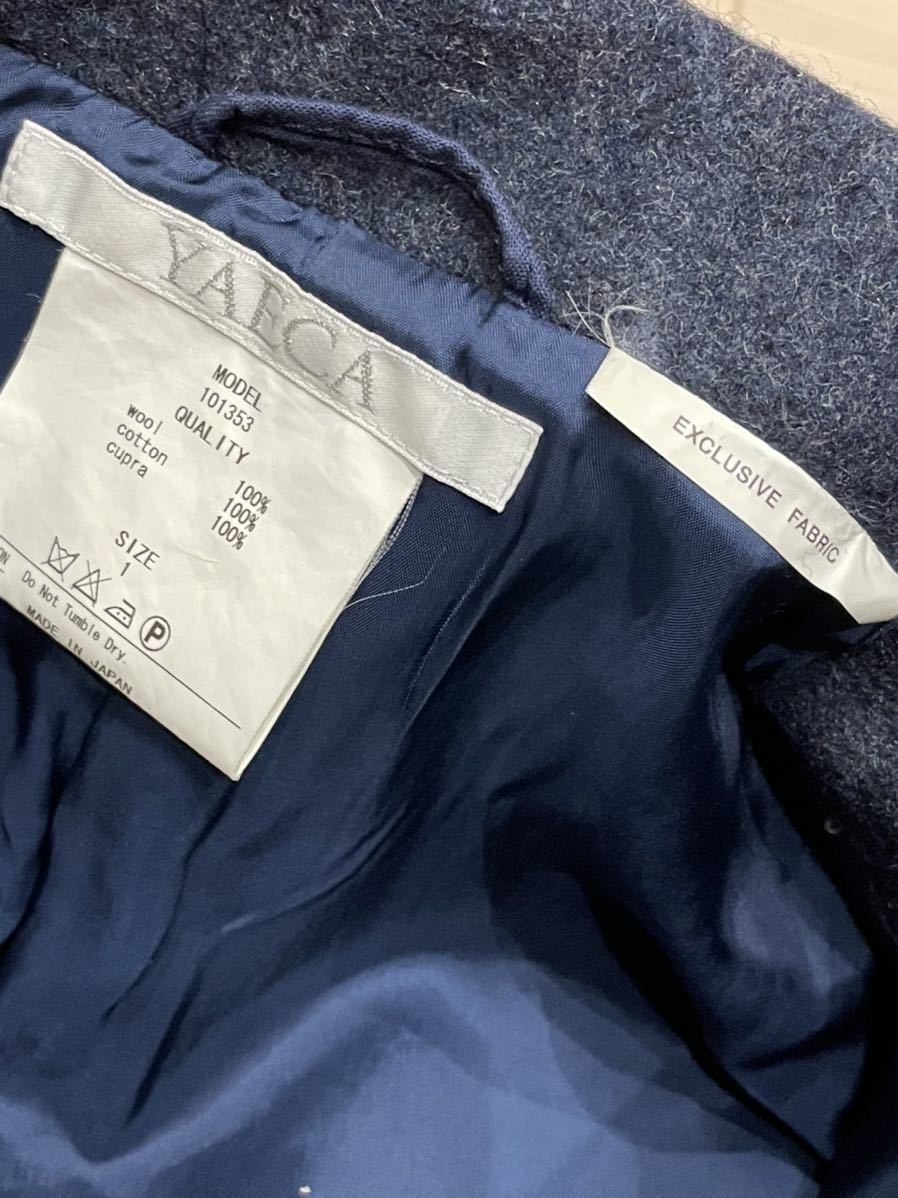 YAECA
MODEL
101353
QUALITY
wool 100%
cotton 100%
cupra 100%
SIZE
1
P
Do Not Tumble Dry.
MADE IN JAPAN
EXCLUSIVE FABRIC